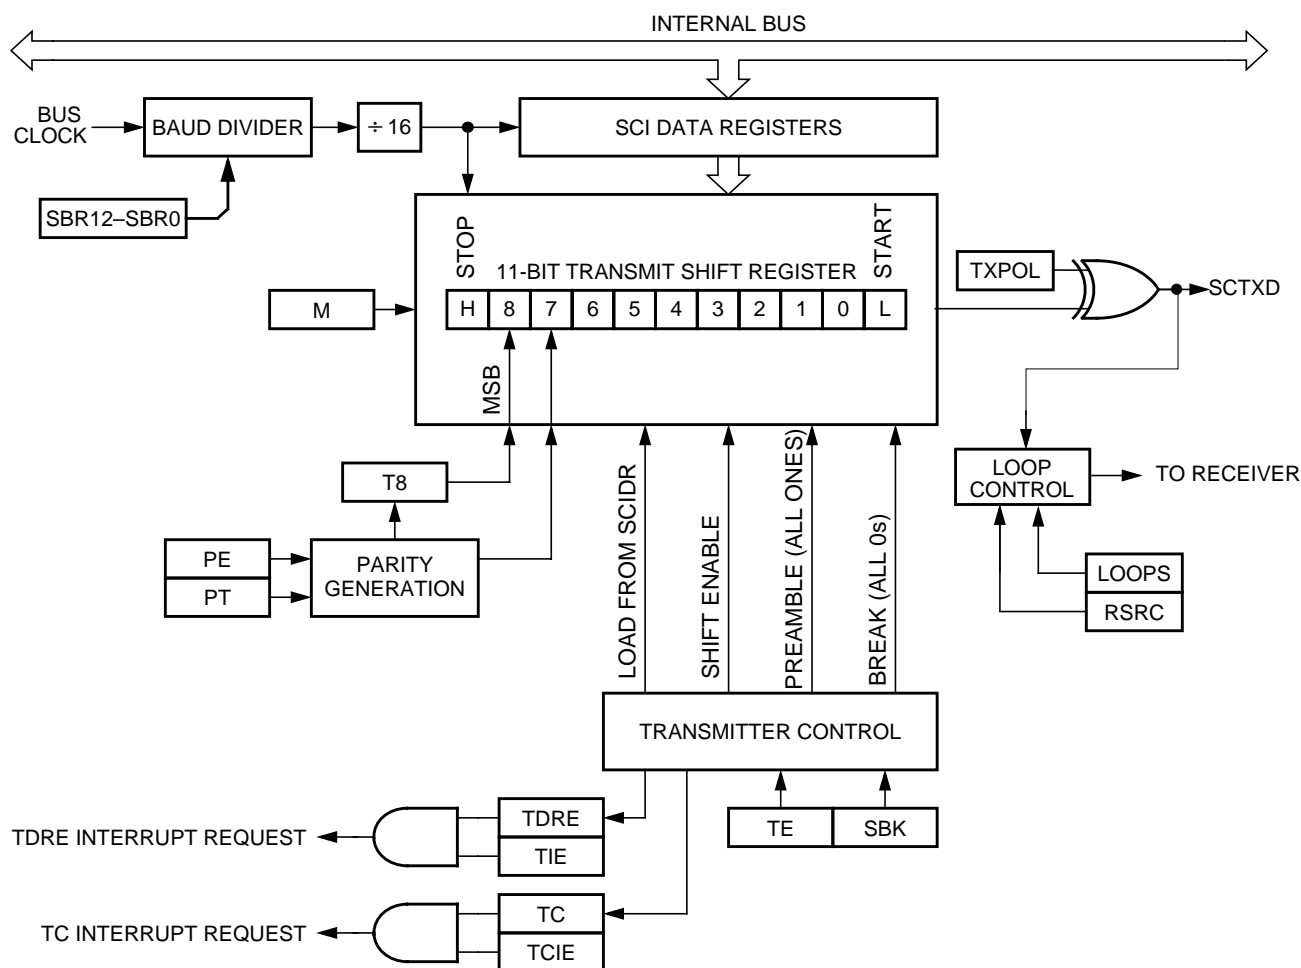 INTERNAL BUS
BUS
CLOCK
BAUD DIVIDER
÷ 16
SCI DATA REGISTERS
SBR12–SBR0
STOP
START
11-BIT TRANSMIT SHIFT REGISTER
H 8 7 6 5 4 3 2 1 0 L
M
MSB
TXPOL
SCTXD
T8
PE
PT
PARITY
GENERATION
LOAD FROM SCIDR
SHIFT ENABLE
PREAMBLE (ALL ONES)
BREAK (ALL 0s)
LOOP
CONTROL
TO RECEIVER
LOOPS
RSRC
TRANSMITTER CONTROL
TE
SBK
TDRE INTERRUPT REQUEST
TDRE
TIE
TC INTERRUPT REQUEST
TC
TCIE